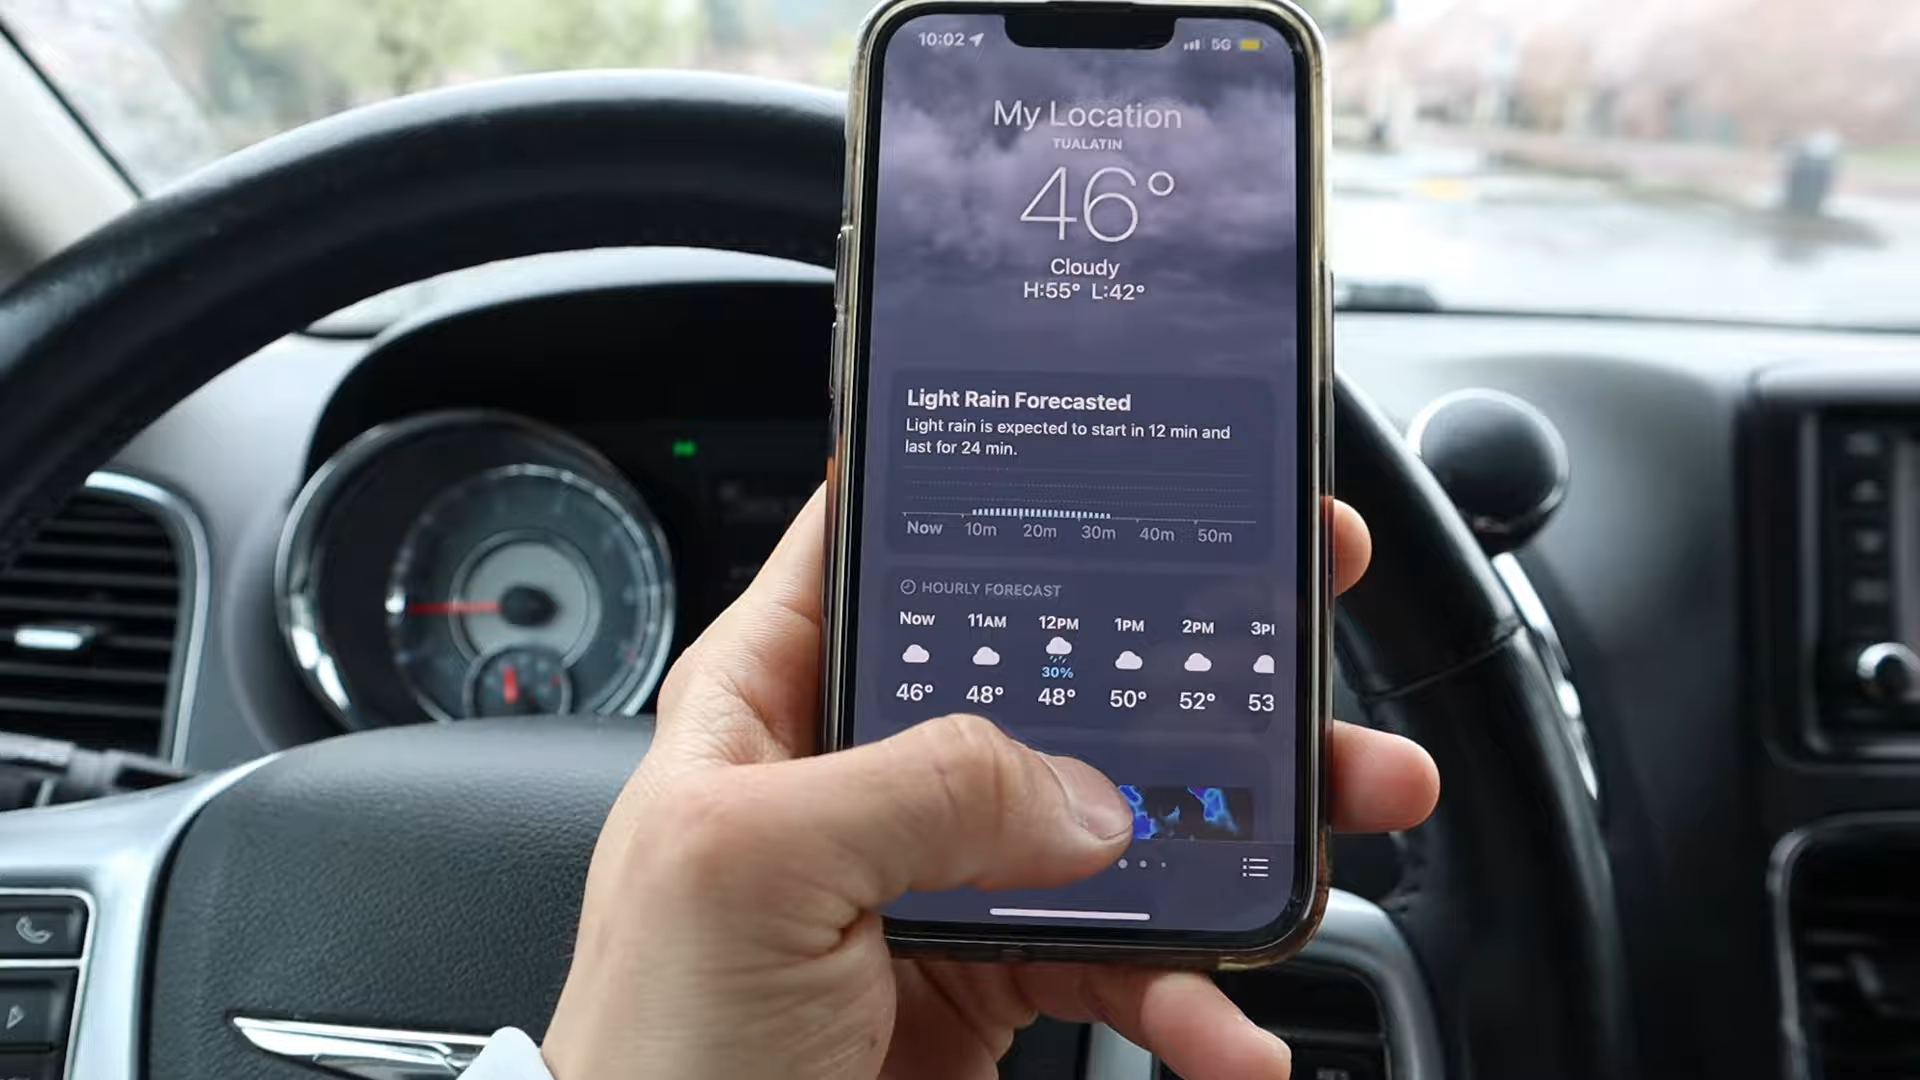 10:02 5G
My Location
TUALATIN
46°
Cloudy
H:55° L:42°
Light Rain Forecasted
Light rain is expected to start in 12 min and
last for 24 min.
Now 10m 20m 30m 40m 50m
HOURLY FORECAST
Now 11AM 12PM 1PM 2PM 3P
30%
46° 48° 48° 50° 52° 53